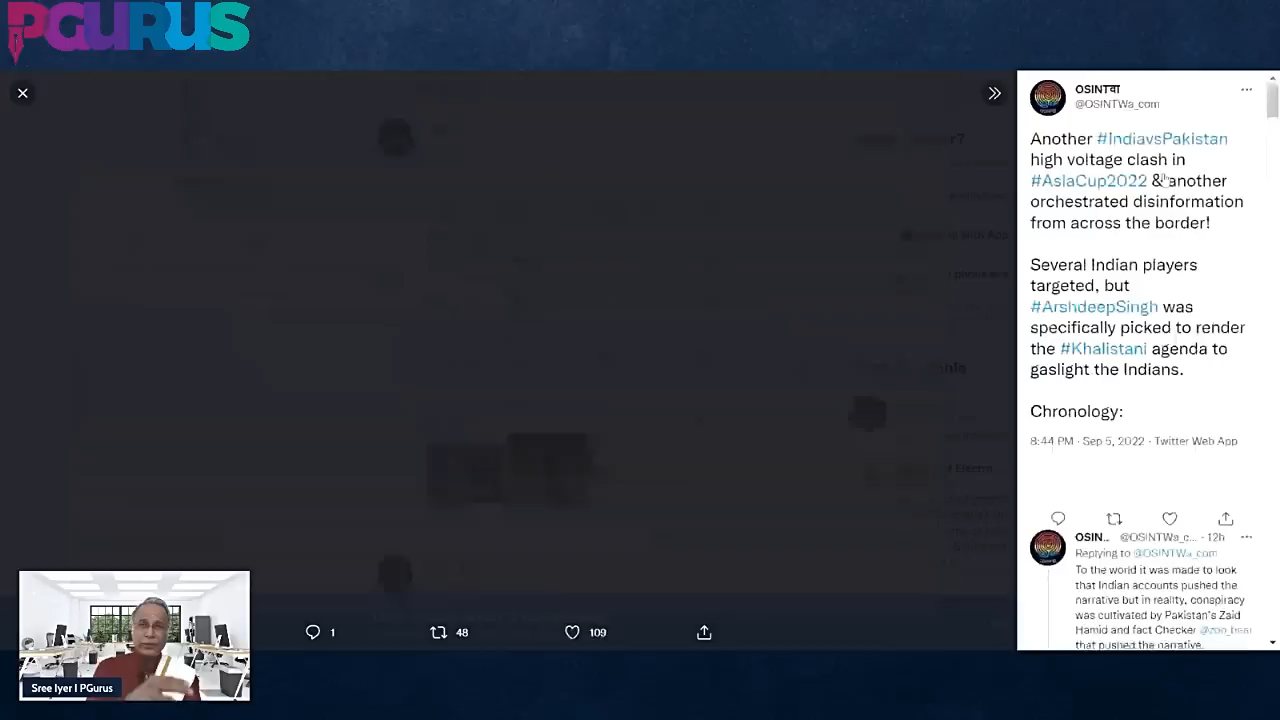 PGURUS
OSINTवा
@OSINTWa_com
Another #IndiavsPakistan
high voltage clash in
#AsiaCup2022 & another
orchestrated disinformation
from across the border!
Several Indian players
targeted, but
#ArshdeepSingh was
specifically picked to render
the #Khalistani agenda to
gaslight the Indians.
Chronology:
8:44 PM · Sep 5, 2022 · Twitter Web App
OSIN.. @OSINTWa_c... · 12h
Replying to @OSINTWa_com
To the world it was made to look
that Indian accounts pushed the
narrative but in reality, conspiracy
was cultivated by Pakistan's Zaid
Hamid and fact Checker
that pushed the narrative.
1
48
109
Sree Iyer I PGurus